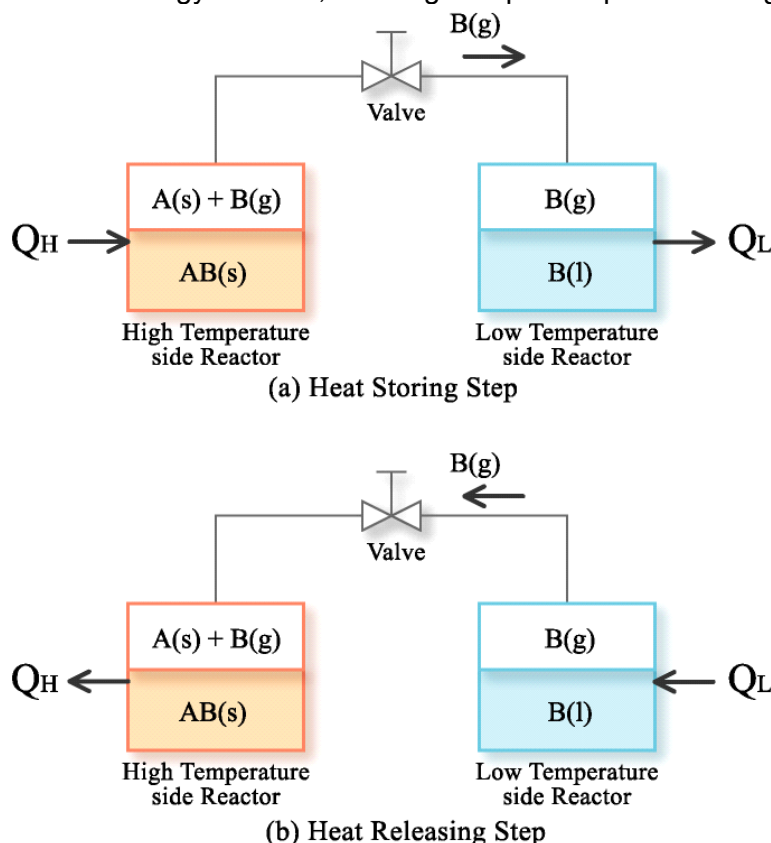 B(g)
Valve
A(s) + B(g)
B(g)
QH
AB(s)
B(l)
QL
High Temperature
side Reactor
Low Temperature
side Reactor
(a) Heat Storing Step
B(g)
Valve
A(s) + B(g)
B(g)
QH
AB(s)
B(l)
QL
High Temperature
side Reactor
Low Temperature
side Reactor
(b) Heat Releasing Step